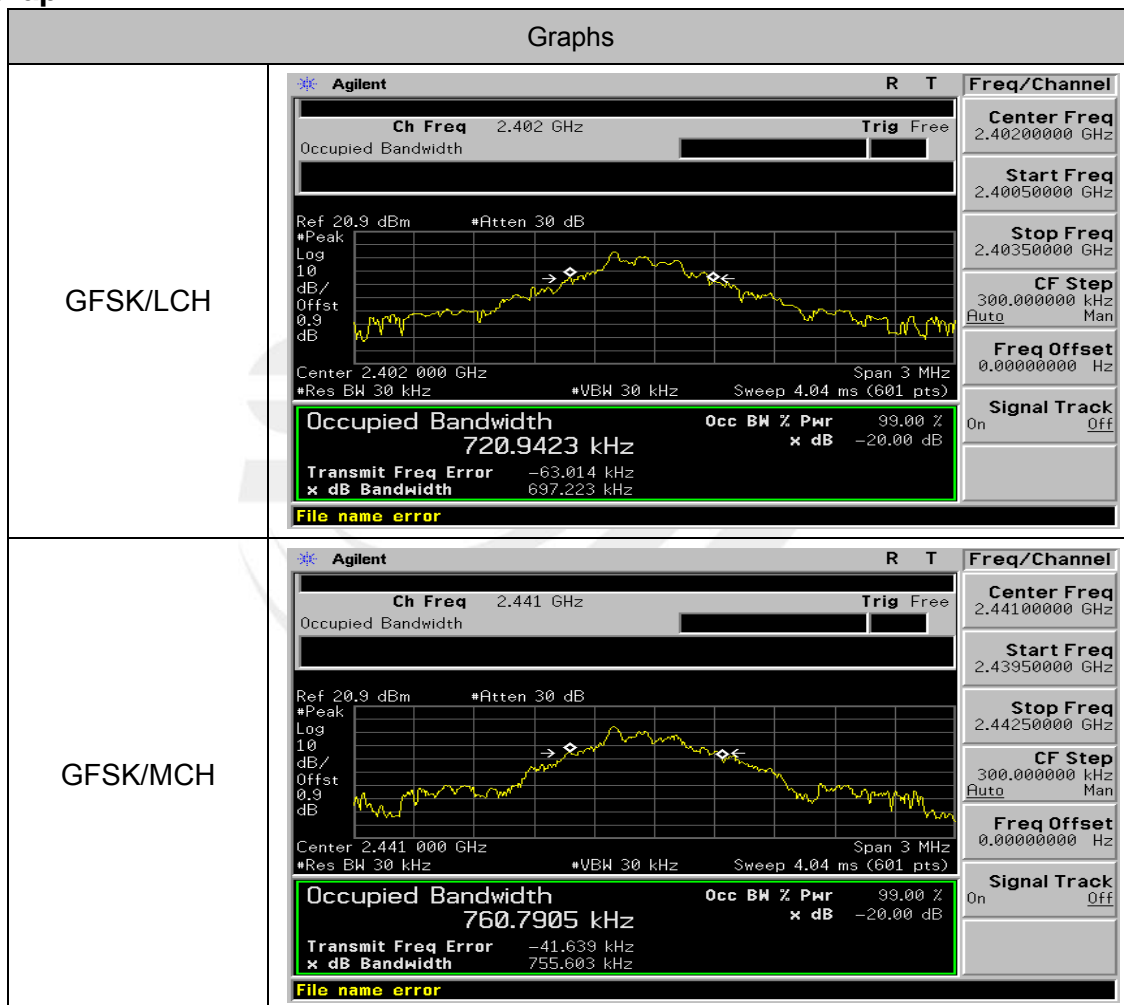 Graphs
GFSK/LCH
Agilent R T Freq/Channel
Ch Freq 2.402 GHz Trig Free
Occupied Bandwidth
Center Freq
2.40200000 GHz
Start Freq
2.40050000 GHz
Stop Freq
2.40350000 GHz
CF Step
300.000000 kHz
Auto Man
Freq Offset
0.00000000 Hz
Signal Track
On Off
Ref 20.9 dBm #Atten 30 dB
#Peak
Log
10
dB/
Offst
0.9
dB
Center 2.402 000 GHz Span 3 MHz
#Res BW 30 kHz #VBW 30 kHz Sweep 4.04 ms (601 pts)
Occupied Bandwidth Occ BW % Pwr 99.00 %
720.9423 kHz x dB -20.00 dB
Transmit Freq Error -63.014 kHz
x dB Bandwidth 697.223 kHz
File name error
GFSK/MCH
Agilent R T Freq/Channel
Ch Freq 2.441 GHz Trig Free
Occupied Bandwidth
Center Freq
2.44100000 GHz
Start Freq
2.43950000 GHz
Stop Freq
2.44250000 GHz
CF Step
300.000000 kHz
Auto Man
Freq Offset
0.00000000 Hz
Signal Track
On Off
Ref 20.9 dBm #Atten 30 dB
#Peak
Log
10
dB/
Offst
0.9
dB
Center 2.441 000 GHz Span 3 MHz
#Res BW 30 kHz #VBW 30 kHz Sweep 4.04 ms (601 pts)
Occupied Bandwidth Occ BW % Pwr 99.00 %
760.7905 kHz x dB -20.00 dB
Transmit Freq Error -41.639 kHz
x dB Bandwidth 755.603 kHz
File name error